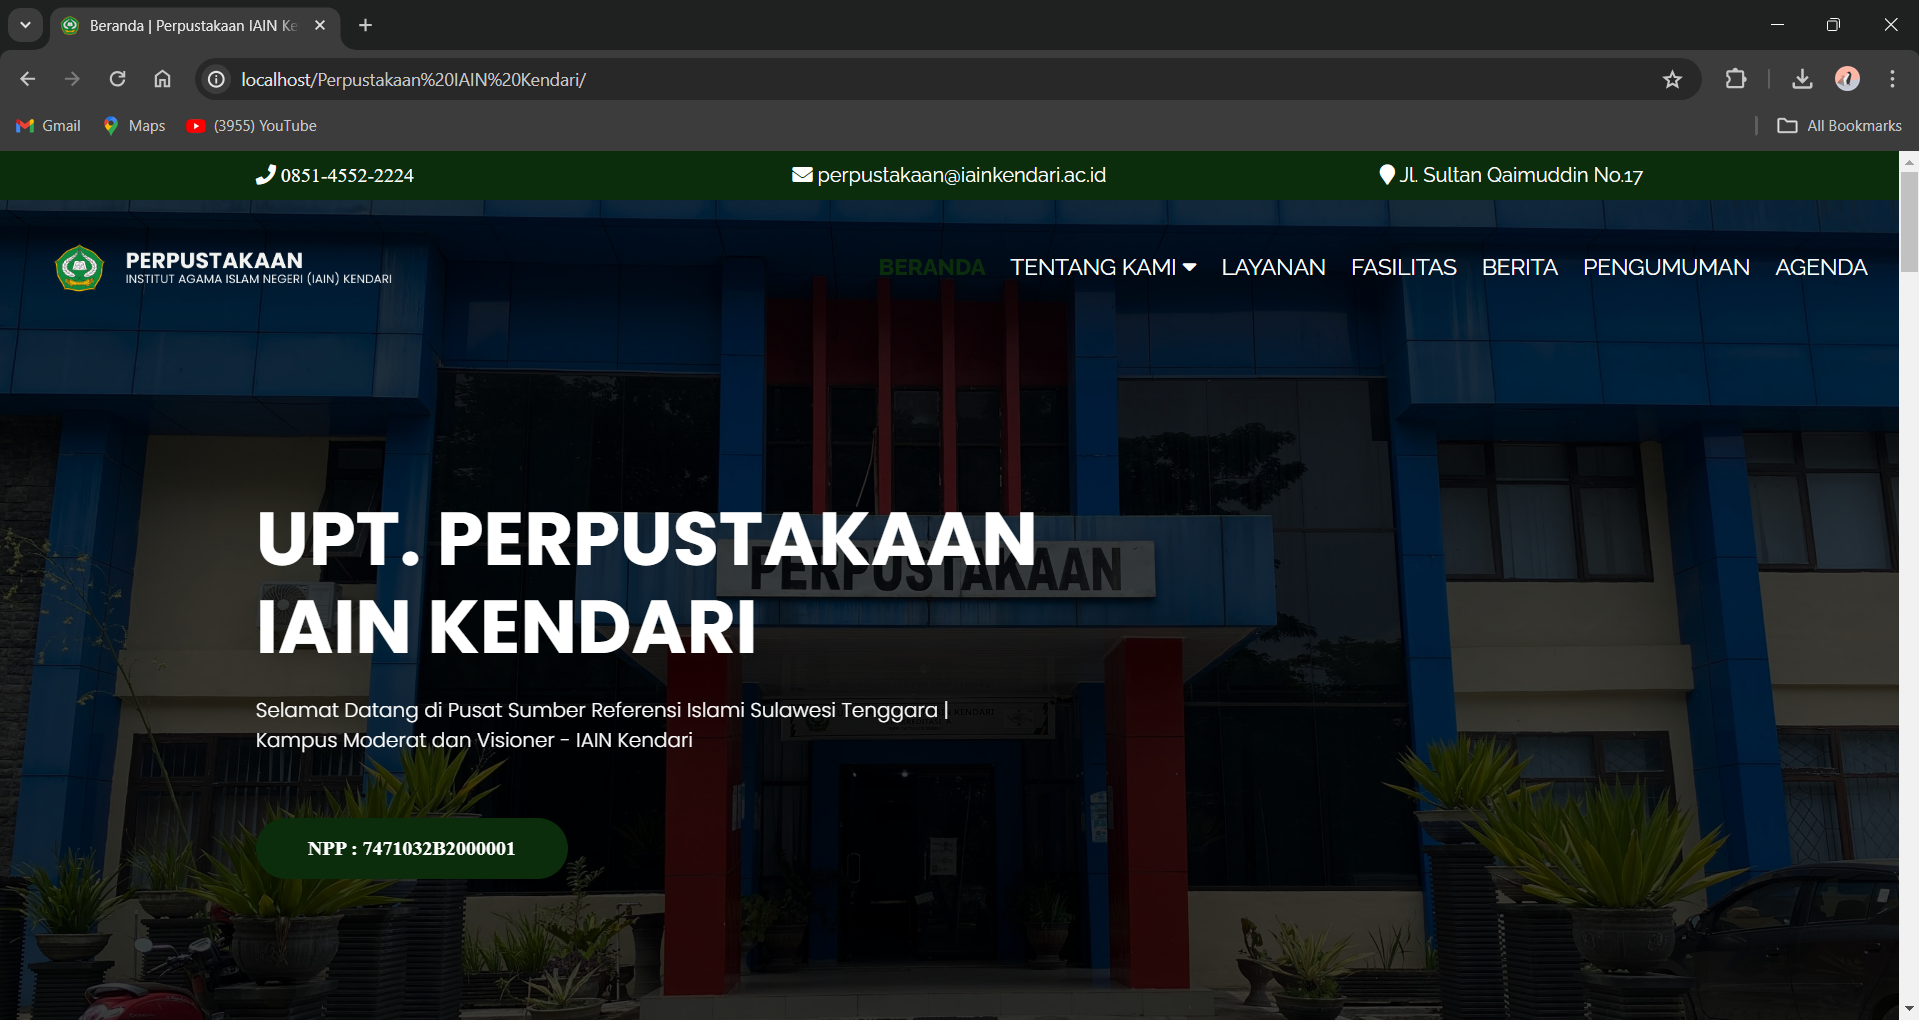 Beranda | Perpustakaan IAIN Ke
localhost/Perpustakaan%20IAIN%20Kendari/
Gmail
Maps
(3955) YouTube
All Bookmarks
0851-4552-2224
perpustakaan@iainkendari.ac.id
Jl. Sultan Qaimuddin No.17
PERPUSTAKAAN
INSTITUT AGAMA ISLAM NEGERI (IAIN) KENDARI
BERANDA
TENTANG KAMI
LAYANAN
FASILITAS
BERITA
PENGUMUMAN
AGENDA
UPT. PERPUSTAKAAN
IAIN KENDARI
PERPUSTAKAAN
Selamat Datang di Pusat Sumber Referensi Islami Sulawesi Tenggara |
Kampus Moderat dan Visioner - IAIN Kendari
NPP : 7471032B2000001